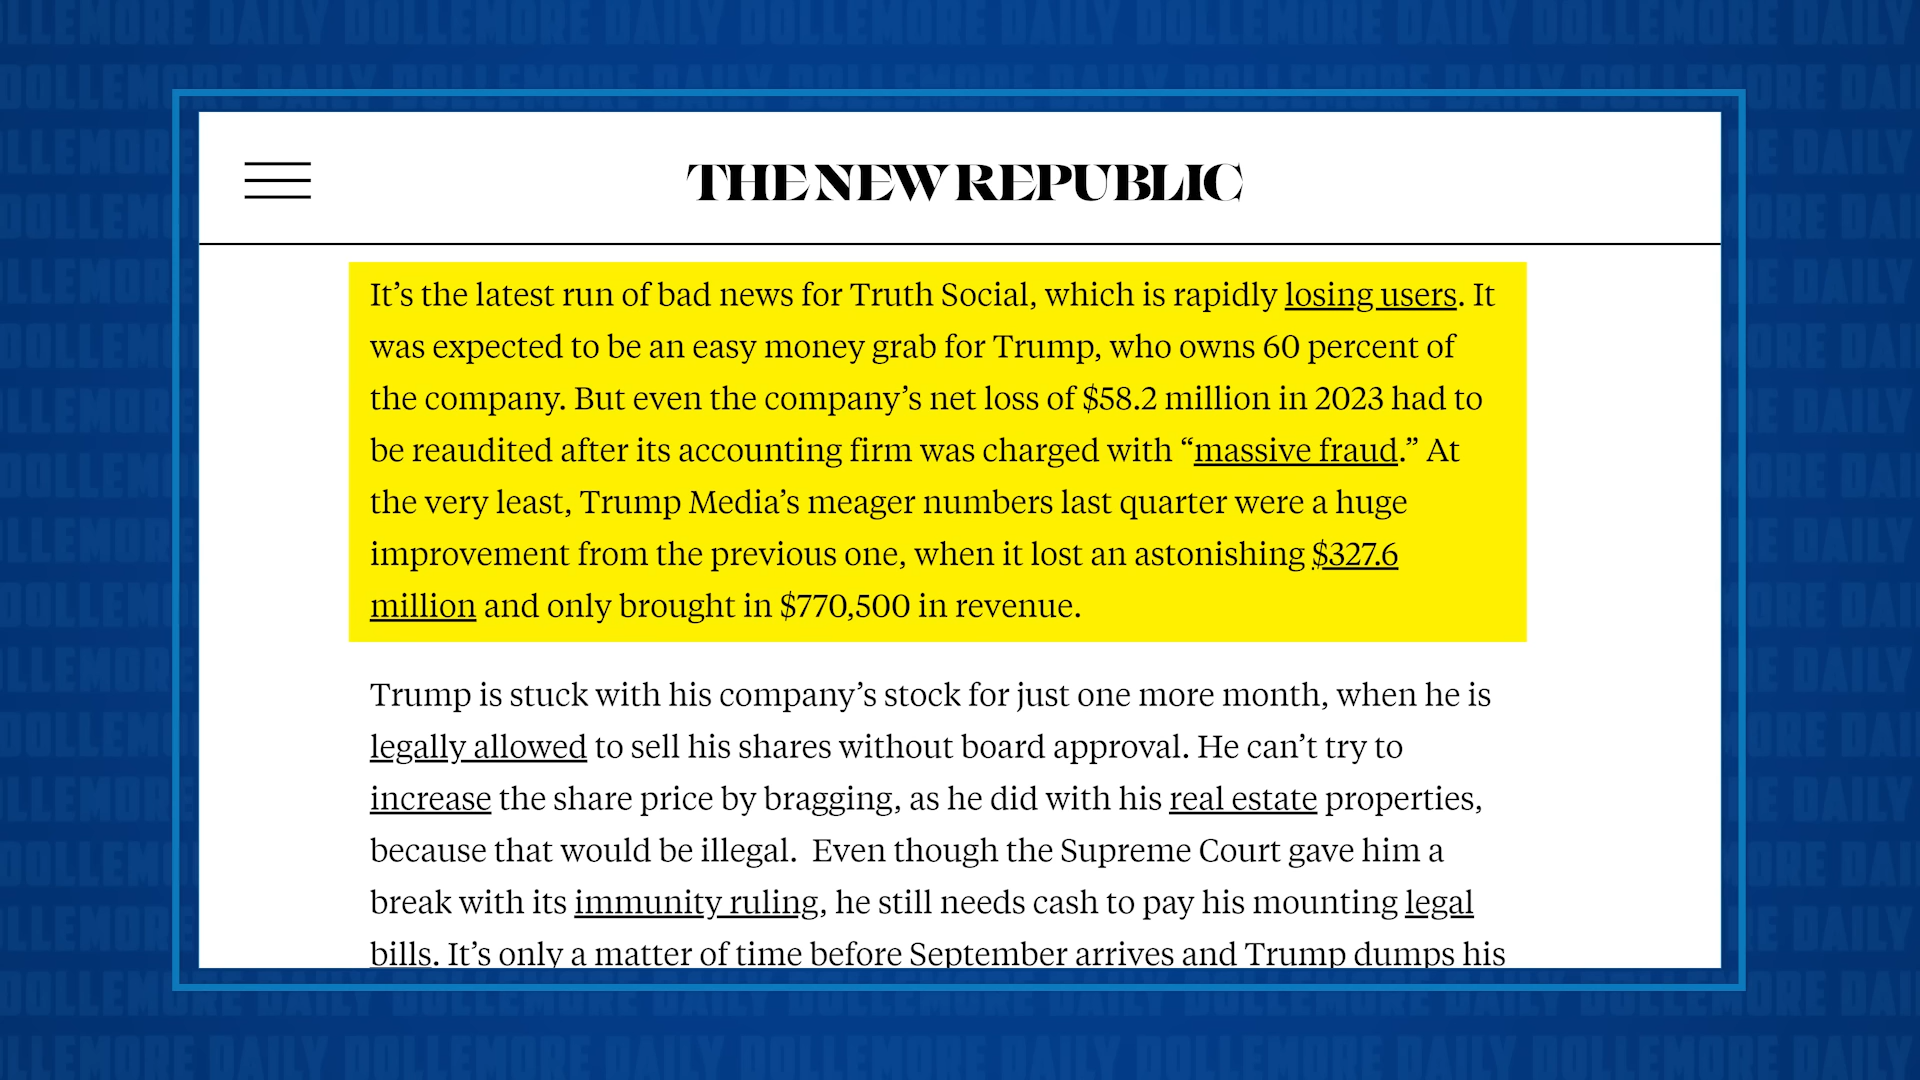 THE NEW REPUBLIC
It’s the latest run of bad news for Truth Social, which is rapidly losing users. It
was expected to be an easy money grab for Trump, who owns 60 percent of
the company. But even the company’s net loss of $58.2 million in 2023 had to
be reaudited after its accounting firm was charged with “massive fraud.” At
the very least, Trump Media’s meager numbers last quarter were a huge
improvement from the previous one, when it lost an astonishing $327.6
million and only brought in $770,500 in revenue.
Trump is stuck with his company’s stock for just one more month, when he is
legally allowed to sell his shares without board approval. He can’t try to
increase the share price by bragging, as he did with his real estate properties,
because that would be illegal.  Even though the Supreme Court gave him a
break with its immunity ruling, he still needs cash to pay his mounting legal
bills. It’s only a matter of time before September arrives and Trump dumps his